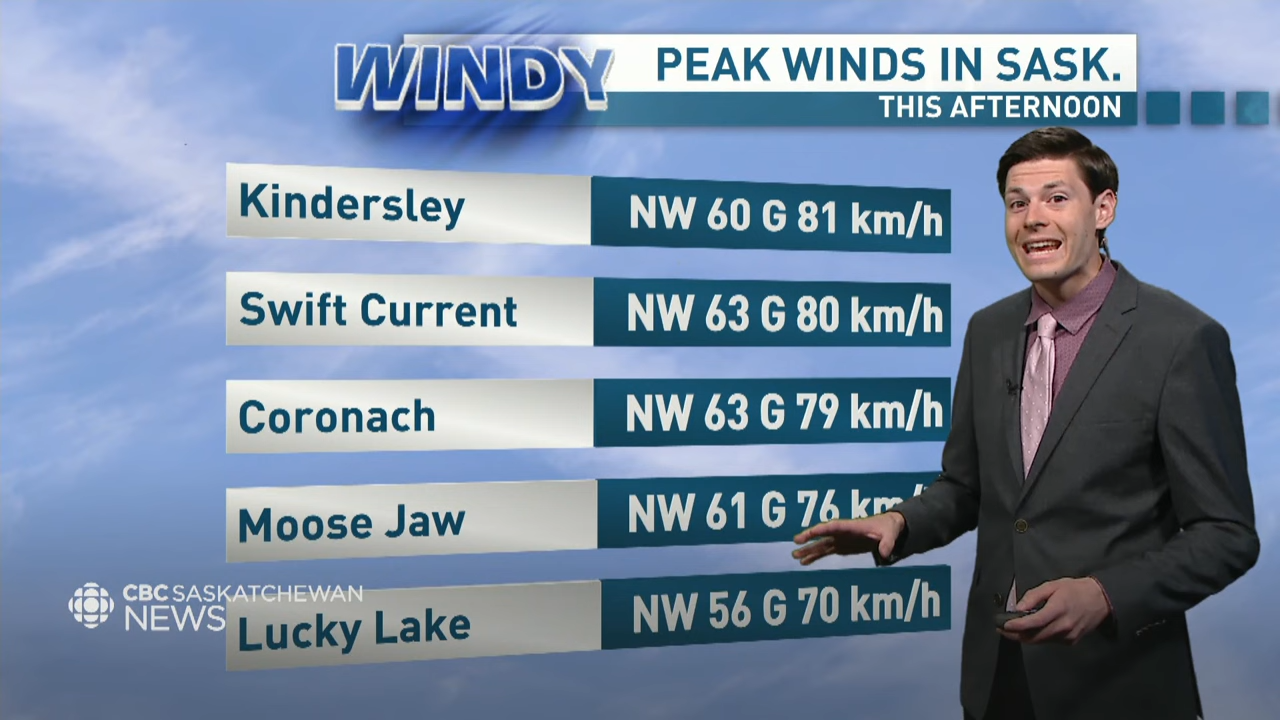 WINDY
PEAK WINDS IN SASK.
THIS AFTERNOON
Kindersley NW 60 G 81 km/h
Swift Current NW 63 G 80 km/h
Coronach NW 63 G 79 km/h
Moose Jaw NW 61 G 76 km/
CBC SASKATCHEWAN
NEWS
Lucky Lake NW 56 G 70 km/h